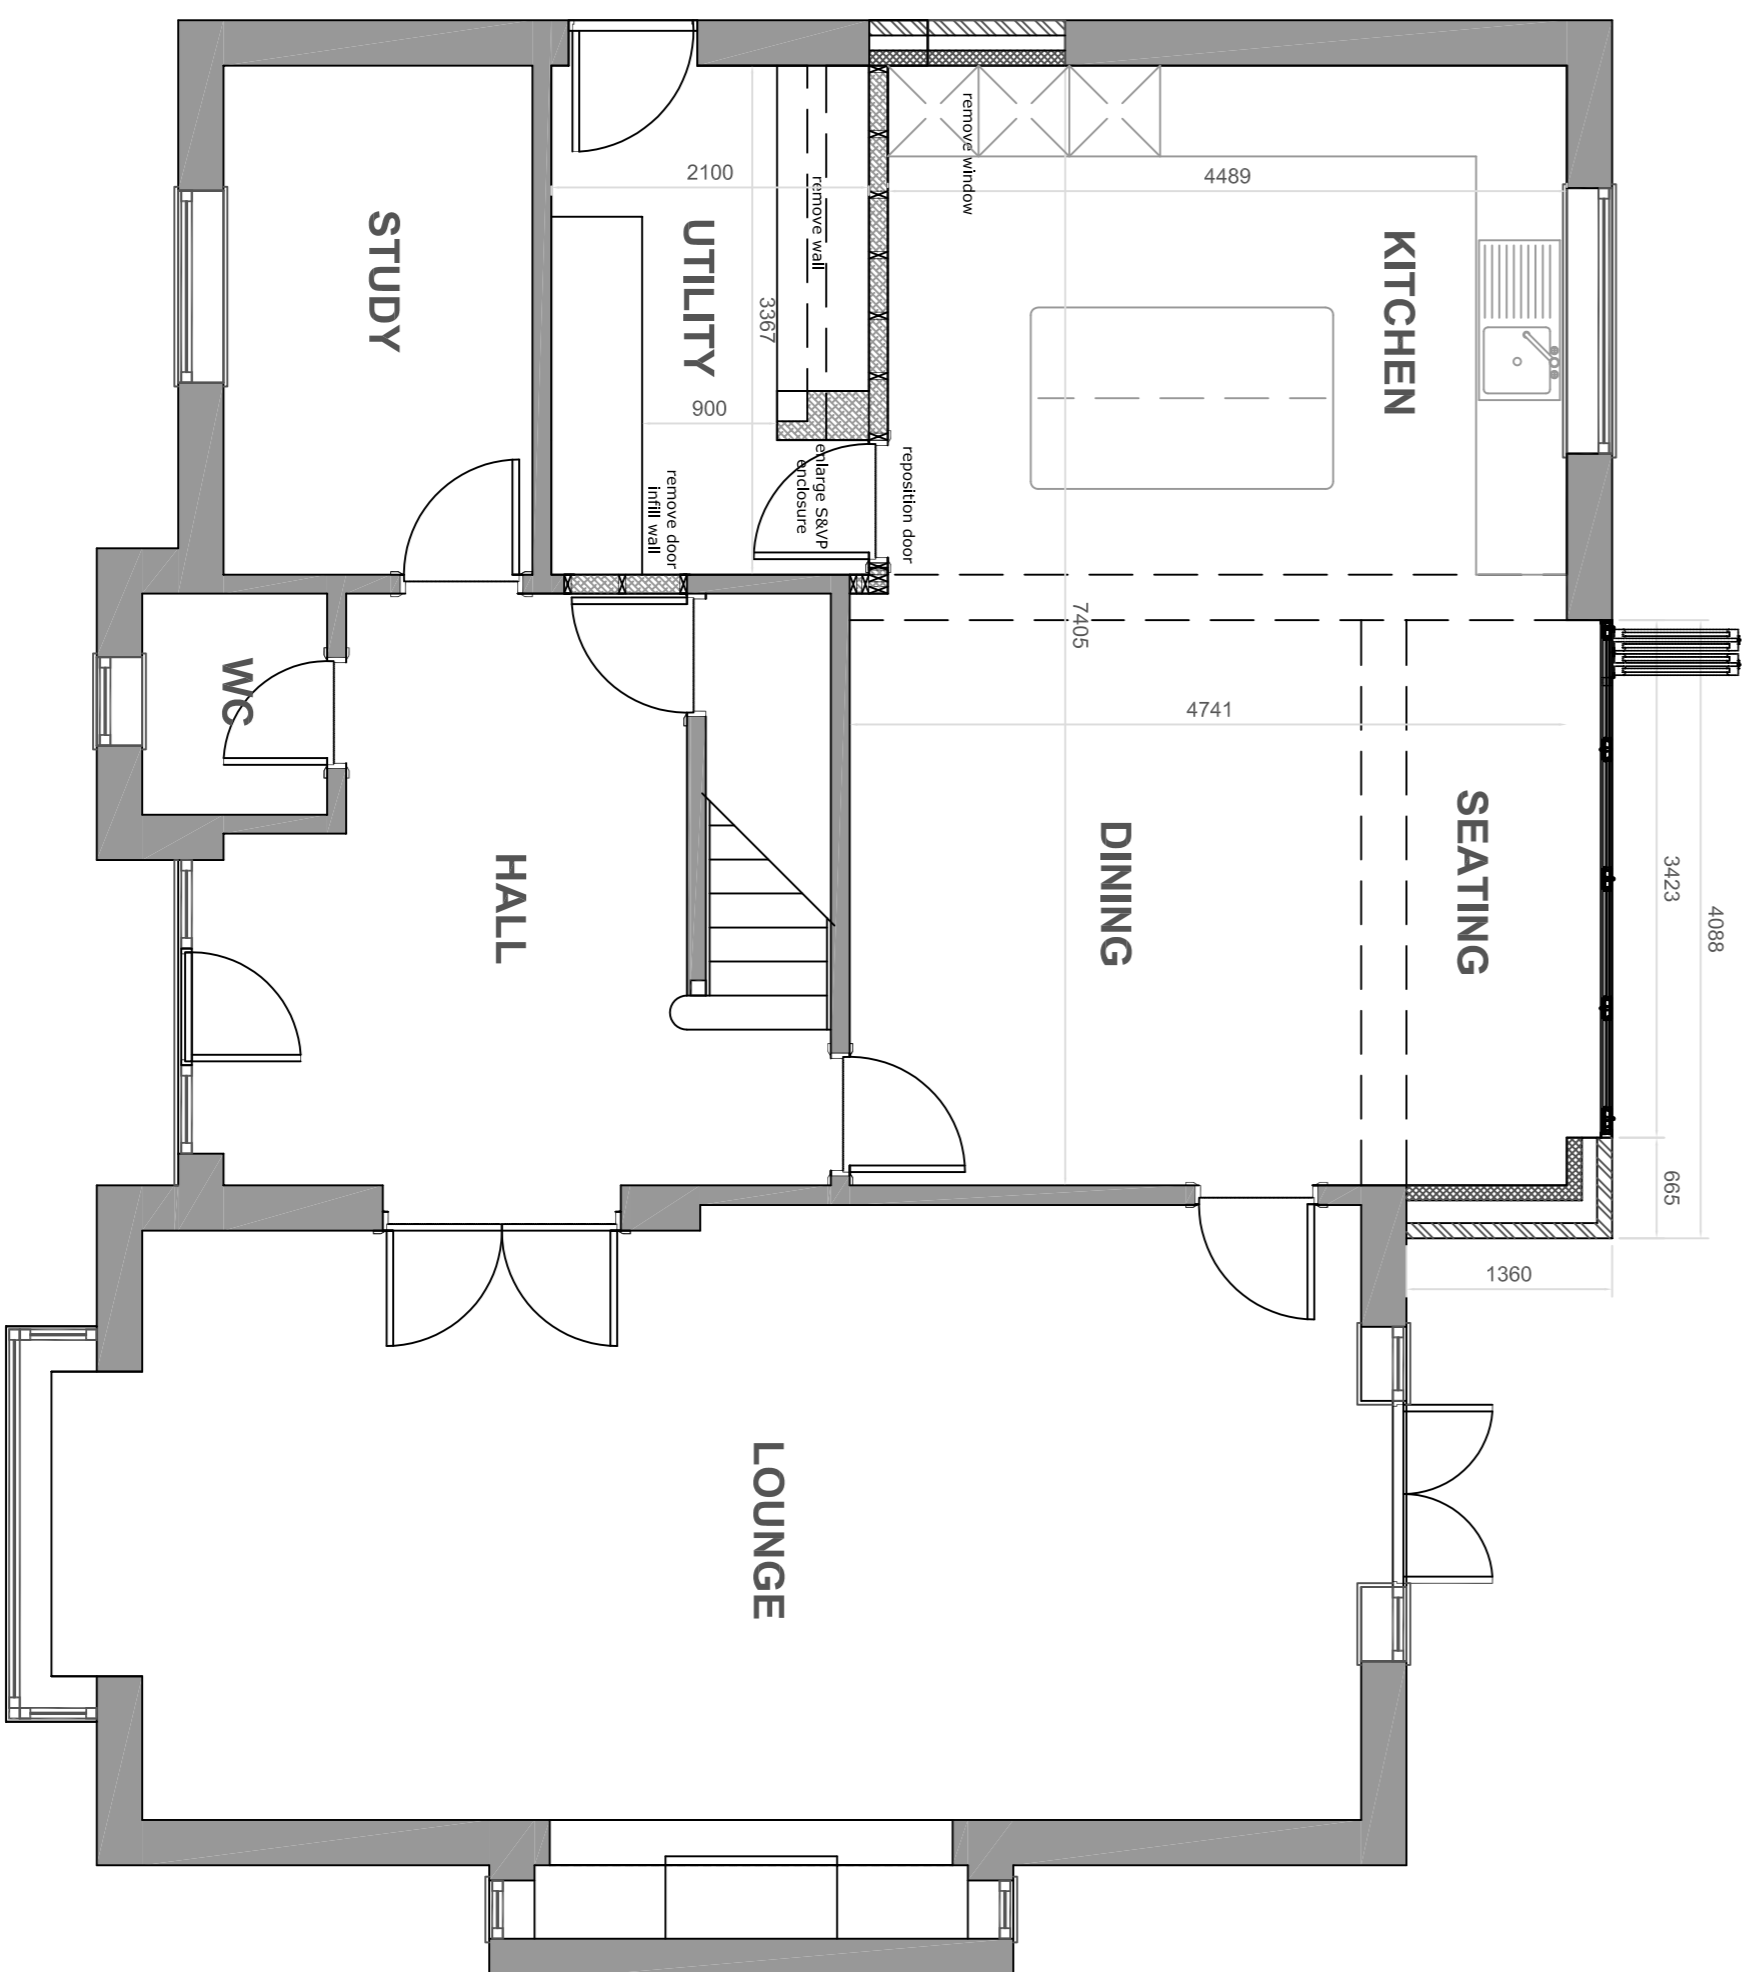 KITCHEN
SEATING
DINING
UTILITY
STUDY
WC
HALL
LOUNGE
remove window
remove wall
reposition door
enlarge S&VP
enclosure
remove door
infill wall
2100
4489
3367
900
7405
4741
3423
4088
665
1360